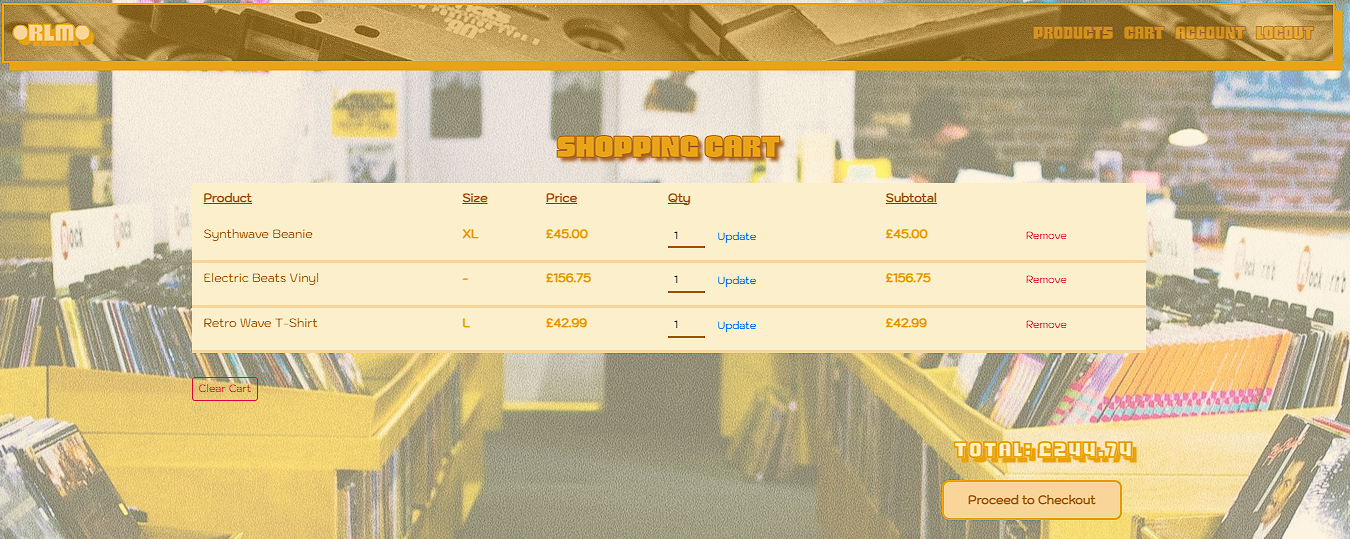 ORLMO PRODUCTS CART ACCOUNT LOGOUT
SHOPPING CART
Product Size Price Qty Subtotal
Synthwave Beanie XL £45.00 1 Update £45.00 Remove
Electric Beats Vinyl - £156.75 1 Update £156.75 Remove
Retro Wave T-Shirt L £42.99 1 Update £42.99 Remove
Clear Cart
TOTAL: £244.74
Proceed to Checkout